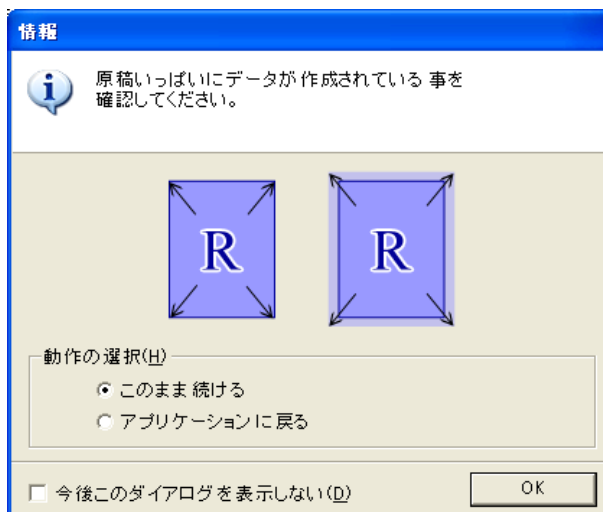 情報
原稿いっぱいにデータが作成されている事を
確認してください。
R
R
動作の選択(H)
このまま続ける
アプリケーションに戻る
今後このダイアログを表示しない(D)
OK